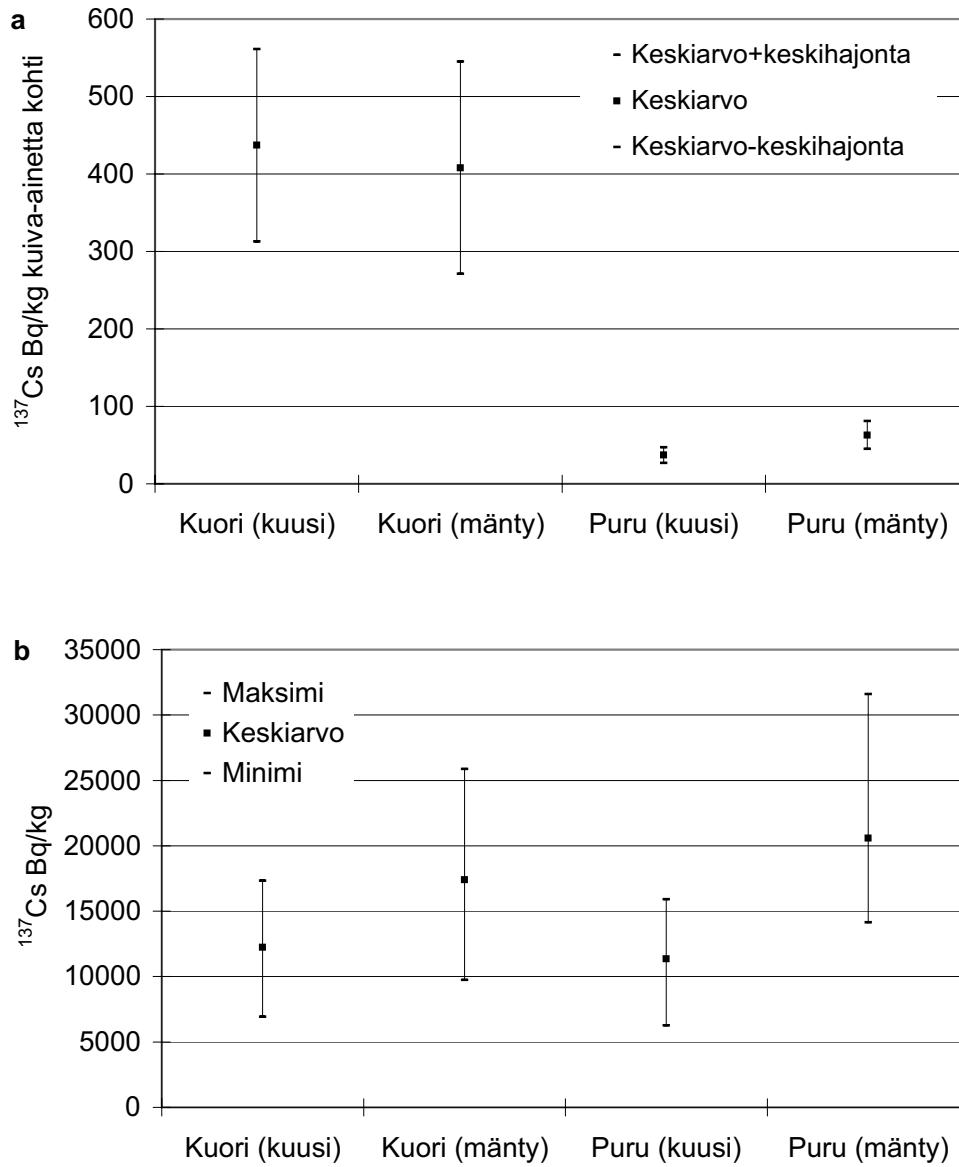 a
600
500
400
300
200
100
0
¹³⁷Cs Bq/kg kuiva-ainetta kohti
- Keskiarvo+keskihajonta
▪ Keskiarvo
- Keskiarvo-keskihajonta
Kuori (kuusi) Kuori (mänty) Puru (kuusi) Puru (mänty)
b
35000
30000
25000
20000
15000
10000
5000
0
¹³⁷Cs Bq/kg
- Maksimi
▪ Keskiarvo
- Minimi
Kuori (kuusi) Kuori (mänty) Puru (kuusi) Puru (mänty)